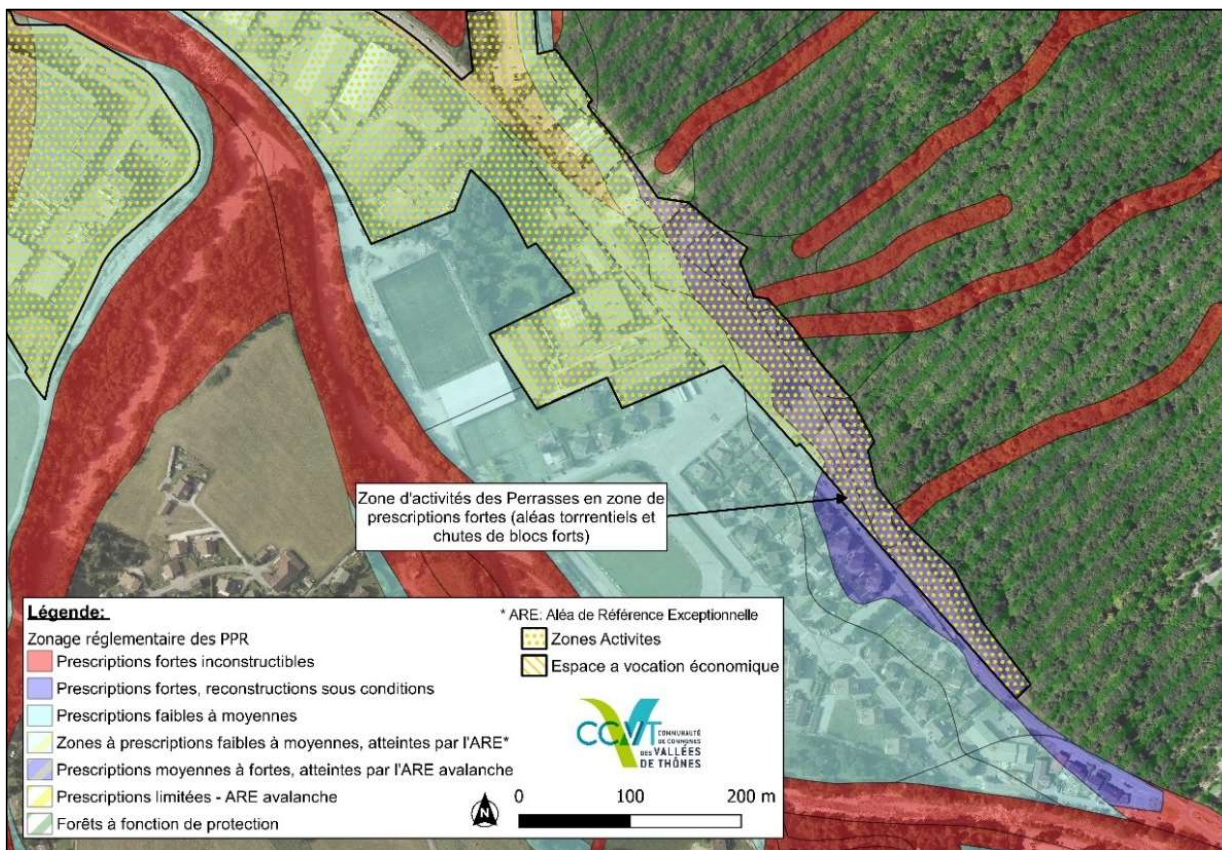 Zone d'activités des Perrasses en zone de
prescriptions fortes (aléas torrrentiels et
chutes de blocs forts)
Légende:
Zonage réglementaire des PPR
Prescriptions fortes inconstructibles
Prescriptions fortes, reconstructions sous conditions
Prescriptions faibles à moyennes
Zones à prescriptions faibles à moyennes, atteintes par l'ARE*
Prescriptions moyennes à fortes, atteintes par l'ARE avalanche
Prescriptions limitées - ARE avalanche
Forêts à fonction de protection
* ARE: Aléa de Référence Exceptionnelle
Zones Activites
Espace a vocation économique
CCVT COMMUNAUTÉ
DE COMMUNES
DES VALLÉES
DE THÔNES
N
0 100 200 m